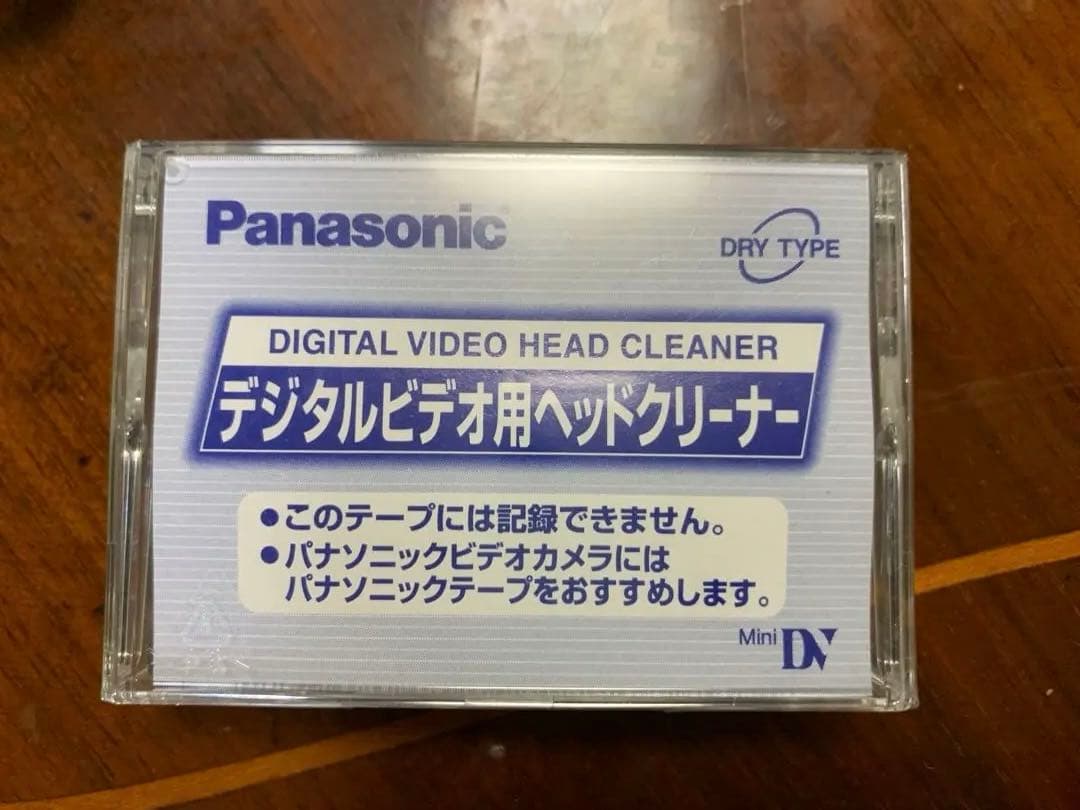 Panasonic
DRY TYPE
DIGITAL VIDEO HEAD CLEANER
デジタルビデオ用ヘッドクリーナー
●このテープには記録できません。
●パナソニックビデオカメラには
パナソニックテープをおすすめします。
Mini DV